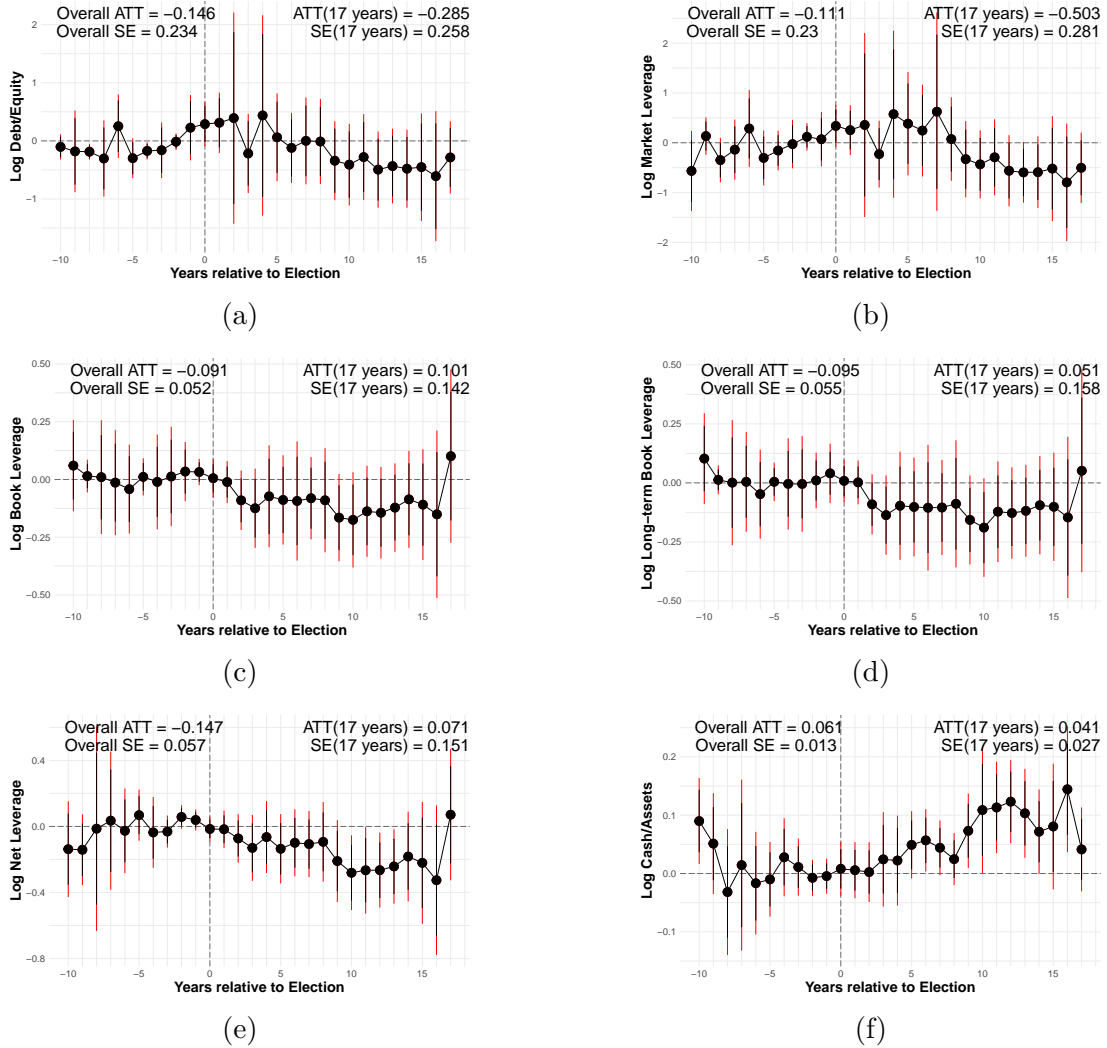 Overall ATT = −0.146 ATT(17 years) = −0.285
Overall SE = 0.234 SE(17 years) = 0.258
Log Debt/Equity
2
1
0
−1
−10 −5 0 5 10 15
Years relative to Election
(a)
Overall ATT = −0.111 ATT(17 years) = −0.503
Overall SE = 0.23 SE(17 years) = 0.281
Log Market Leverage
2
1
0
−1
−2
−10 −5 0 5 10 15
Years relative to Election
(b)
Overall ATT = −0.091 ATT(17 years) = 0.101
Overall SE = 0.052 SE(17 years) = 0.142
Log Book Leverage
0.50
0.25
0.00
−0.25
−0.50
−10 −5 0 5 10 15
Years relative to Election
(c)
Overall ATT = −0.095 ATT(17 years) = 0.051
Overall SE = 0.055 SE(17 years) = 0.158
Log Long−term Book Leverage
0.50
0.25
0.00
−0.25
−0.50
−10 −5 0 5 10 15
Years relative to Election
(d)
Overall ATT = −0.147 ATT(17 years) = 0.071
Overall SE = 0.057 SE(17 years) = 0.151
Log Net Leverage
0.4
0.0
−0.4
−0.8
−10 −5 0 5 10 15
Years relative to Election
(e)
Overall ATT = 0.061 ATT(17 years) = 0.041
Overall SE = 0.013 SE(17 years) = 0.027
Log Cash/Assets
0.2
0.1
0.0
−0.1
−10 −5 0 5 10 15
Years relative to Election
(f)